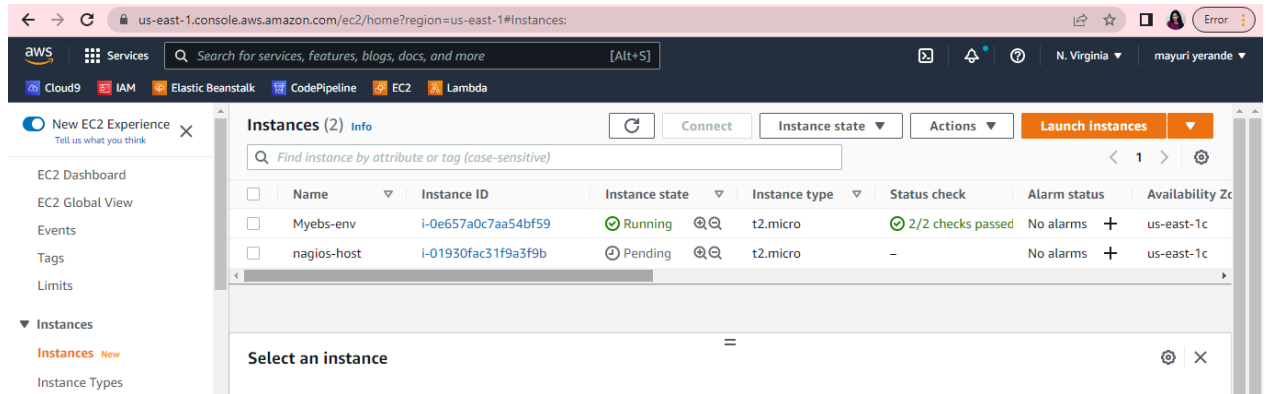 us-east-1.console.aws.amazon.com/ec2/home?region=us-east-1#Instances:
Error
aws
Services
Search for services, features, blogs, docs, and more
[Alt+S]
N. Virginia
mayuri yerande
Cloud9
IAM
Elastic Beanstalk
CodePipeline
EC2
Lambda
New EC2 Experience
Tell us what you think
EC2 Dashboard
EC2 Global View
Events
Tags
Limits
Instances
Instances New
Instance Types
Instances (2) Info
Connect
Instance state
Actions
Launch instances
Find instance by attribute or tag (case-sensitive)
1
Name Instance ID Instance state Instance type Status check Alarm status Availability Zo
Myebs-env i-0e657a0c7aa54bf59 Running t2.micro 2/2 checks passed No alarms + us-east-1c
nagios-host i-01930fac31f9a3f9b Pending t2.micro – No alarms + us-east-1c
Select an instance